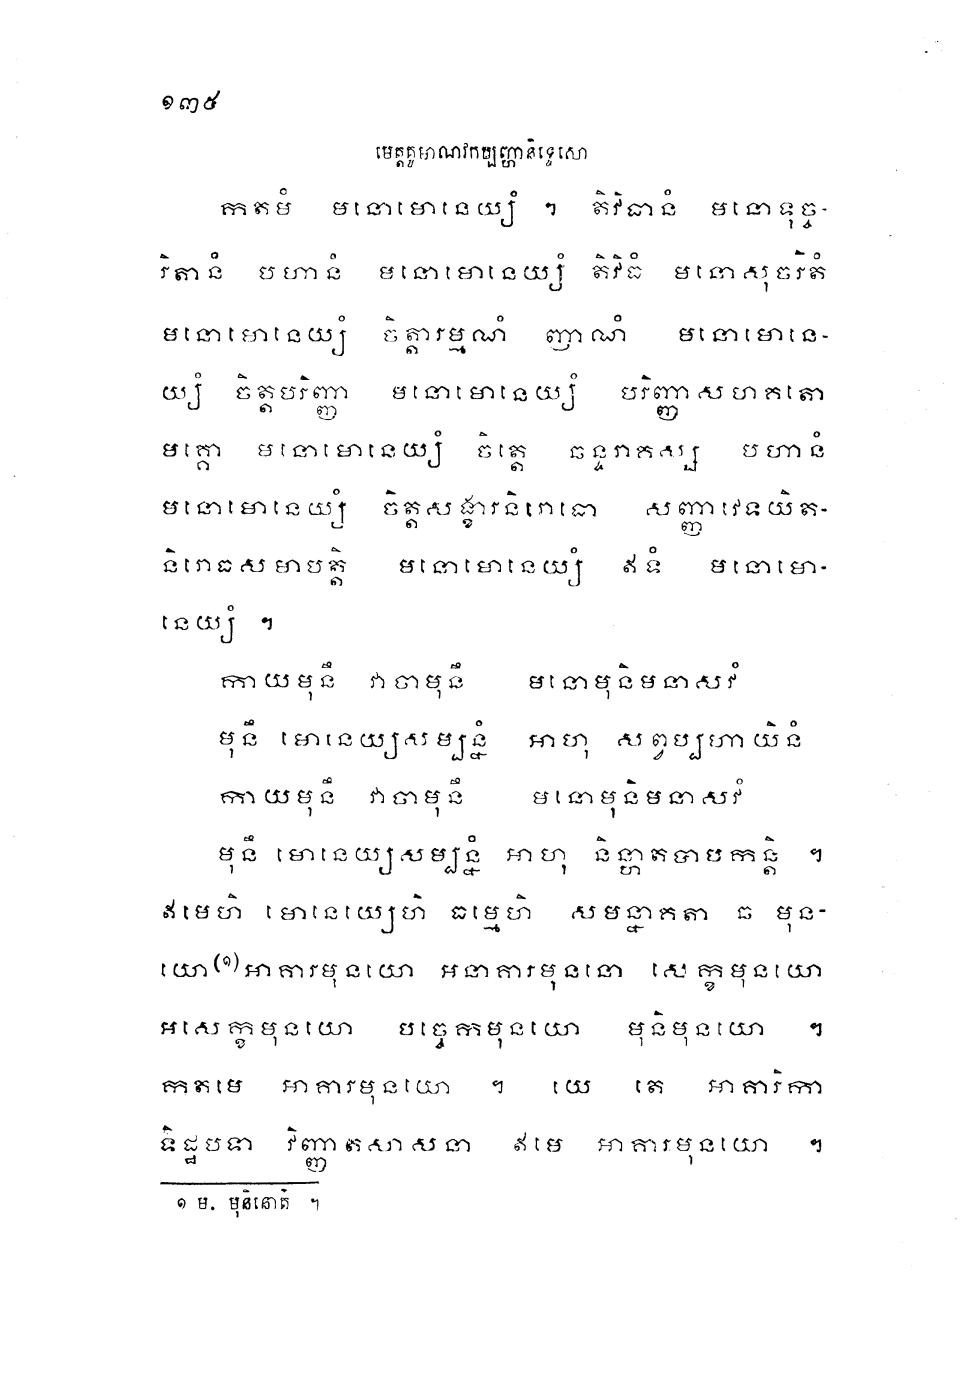 ១៣៥
មេត្តគូមាណវកប្បញ្ហានិទ្ទេសោ
កតមំ មនោមោនេយ្យំ ។ តិវិធានំ មនោទុច្ច-
រិតានំ បហានំ មនោមោនេយ្យំ តិវិធំ មនោសុចរិតំ
មនោមោនេយ្យំ ចិត្តារម្មណំ ញាណំ មនោមោនេ-
យ្យំ ចិត្តបរិញ្ញា មនោមោនេយ្យំ បរិញ្ញាសហគតោ
មគ្គោ មនោមោនេយ្យំ ចិត្តេ ឆន្ទរាគស្ស បហានំ
មនោមោនេយ្យំ ចិត្តសង្ខារនិរោធោ សញ្ញាវេទយិត-
និរោធសមាបត្តិ មនោមោនេយ្យំ ឥទំ មនោមោ-
នេយ្យំ ។
កាយមុនឹ វាចាមុនឹ មនោមុនិមនាសវំ
មុនឹ មោនេយ្យសម្បន្នំ អាហុ សព្វប្បហាយិនំ
កាយមុនឹ វាចាមុនឹ មនោមុនិមនាសវំ
មុនឹ មោនេយ្យសម្បន្នំ អាហុ និន្ហាតបាបកន្តិ ។
ឥមេហិ មោនេយ្យេហិ ធម្មេហិ សមន្នាគតា ឆ មុន-
យោ(១)អាគារមុនយោ អនាគារមុននោ សេក្ខមុនយោ
អសេក្ខមុនយោ បច្ចេកមុនយោ មុនិមុនយោ ។
កតមេ អាគារមុនយោ ។ យេ តេ អាគារិកា
ទិដ្ឋបទា វិញ្ញាតសាសនា ឥមេ អាគារមុនយោ ។
១ ម. មុនិនោតិ ។